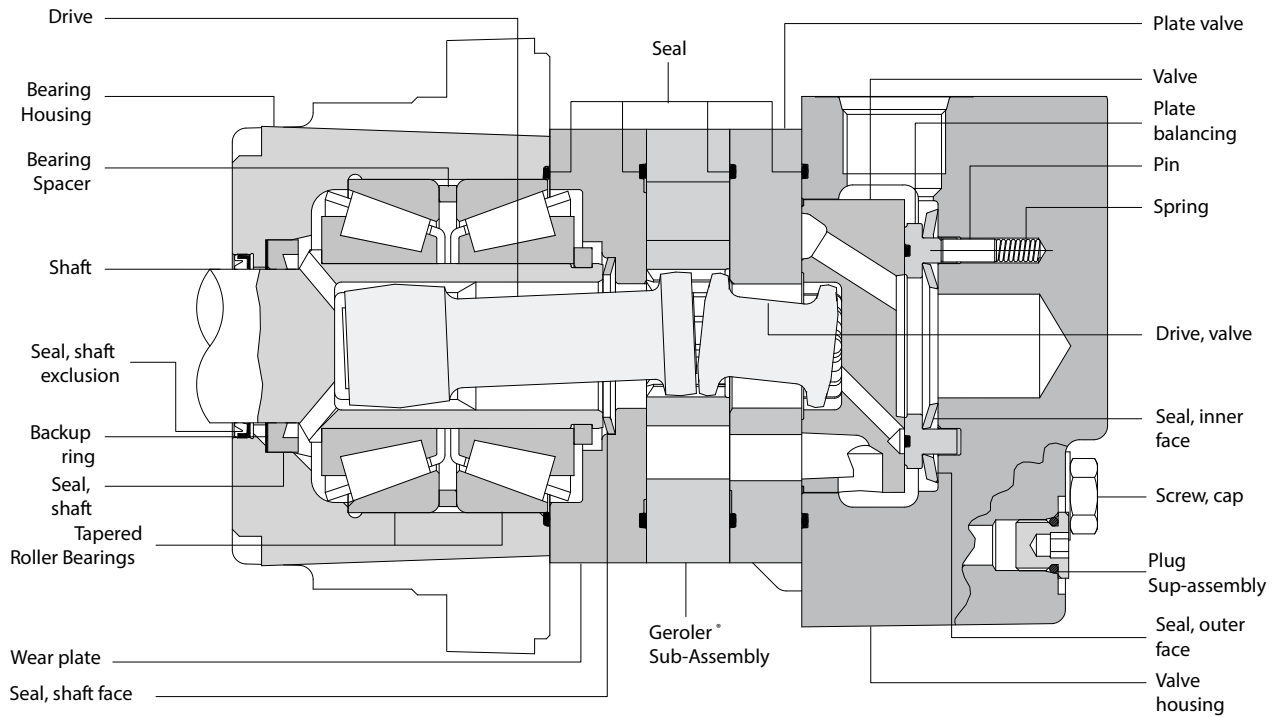 Drive
Bearing
Housing
Bearing
Spacer
Shaft
Seal, shaft
exclusion
Backup
ring
Seal,
shaft
Tapered
Roller Bearings
Wear plate
Seal, shaft face
Seal
Geroler®
Sub-Assembly
Plate valve
Valve
Plate
balancing
Pin
Spring
Drive, valve
Seal, inner
face
Screw, cap
Plug
Sup-assembly
Seal, outer
face
Valve
housing